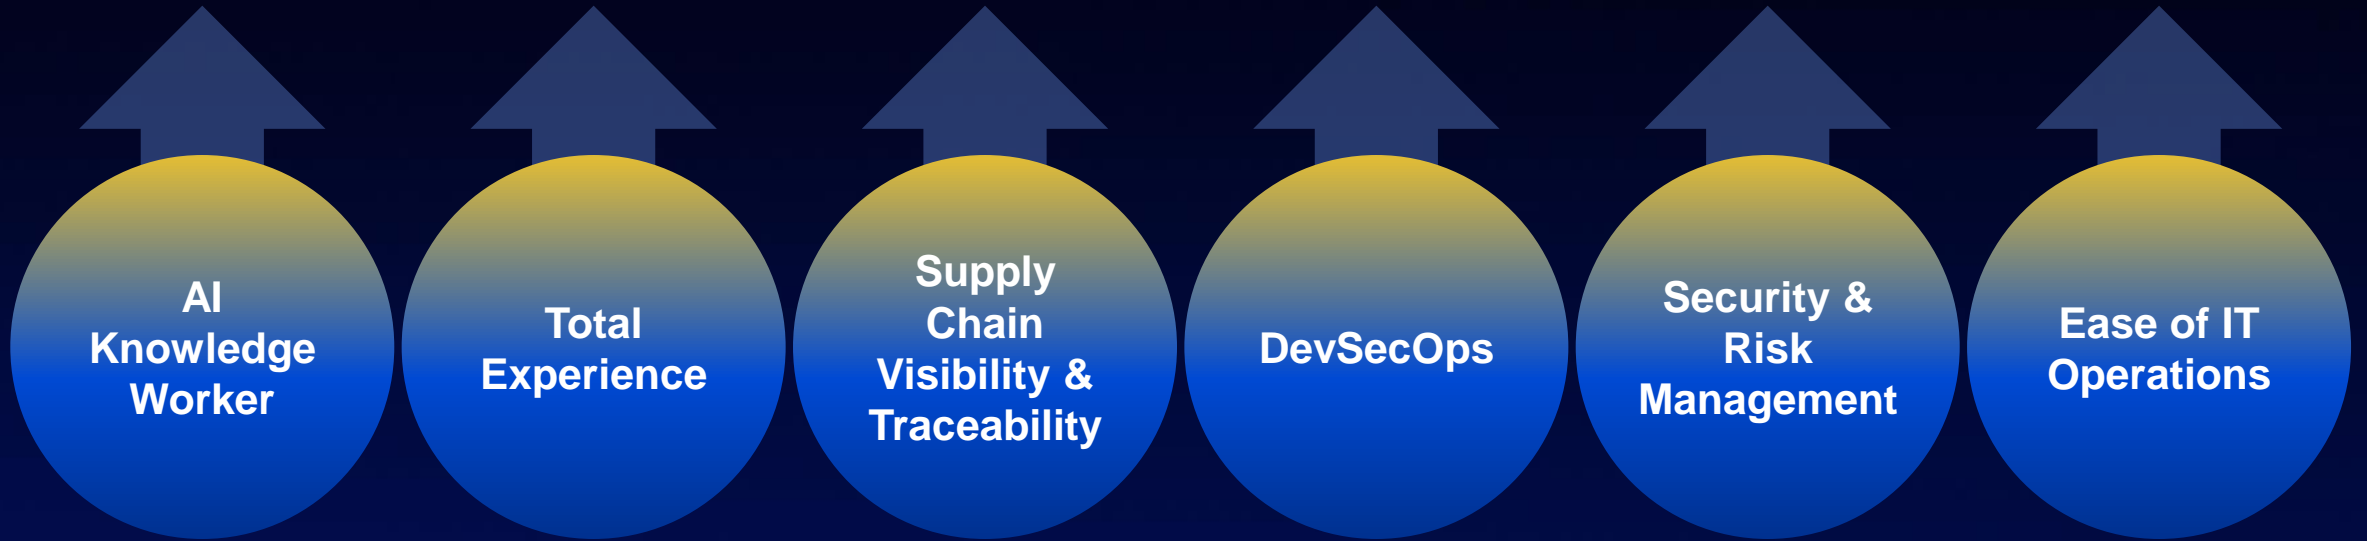 AI
Knowledge
Worker
Total
Experience
Supply
Chain
Visibility &
Traceability
DevSecOps
Security &
Risk
Management
Ease of IT
Operations